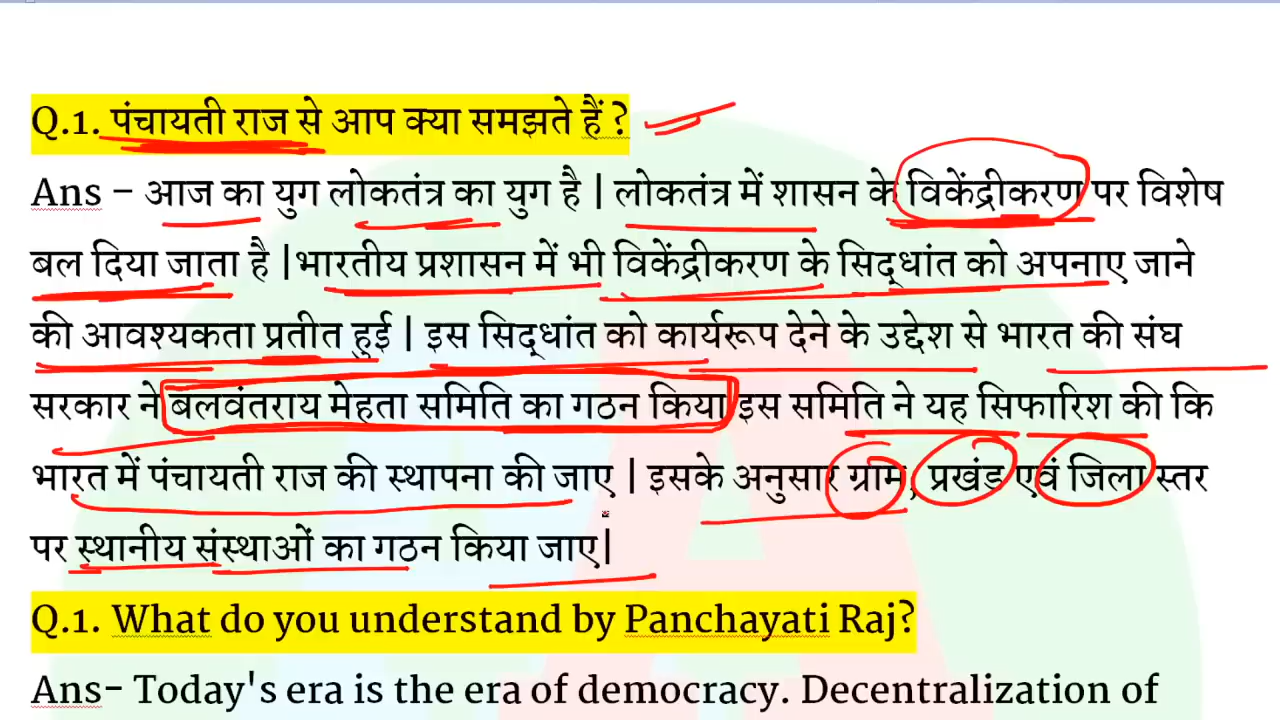 Q.1. पंचायती राज से आप क्या समझते हैं ?
Ans – आज का युग लोकतंत्र का युग है | लोकतंत्र में शासन के विकेंद्रीकरण पर विशेष
बल दिया जाता है |भारतीय प्रशासन में भी विकेंद्रीकरण के सिद्धांत को अपनाए जाने
की आवश्यकता प्रतीत हुई | इस सिद्धांत को कार्यरूप देने के उद्देश से भारत की संघ
सरकार ने बलवंतराय मेहता समिति का गठन किया इस समिति ने यह सिफारिश की कि
भारत में पंचायती राज की स्थापना की जाए | इसके अनुसार ग्राम, प्रखंड एवं जिला स्तर
पर स्थानीय संस्थाओं का गठन किया जाए|
Q.1. What do you understand by Panchayati Raj?
Ans- Today's era is the era of democracy. Decentralization of